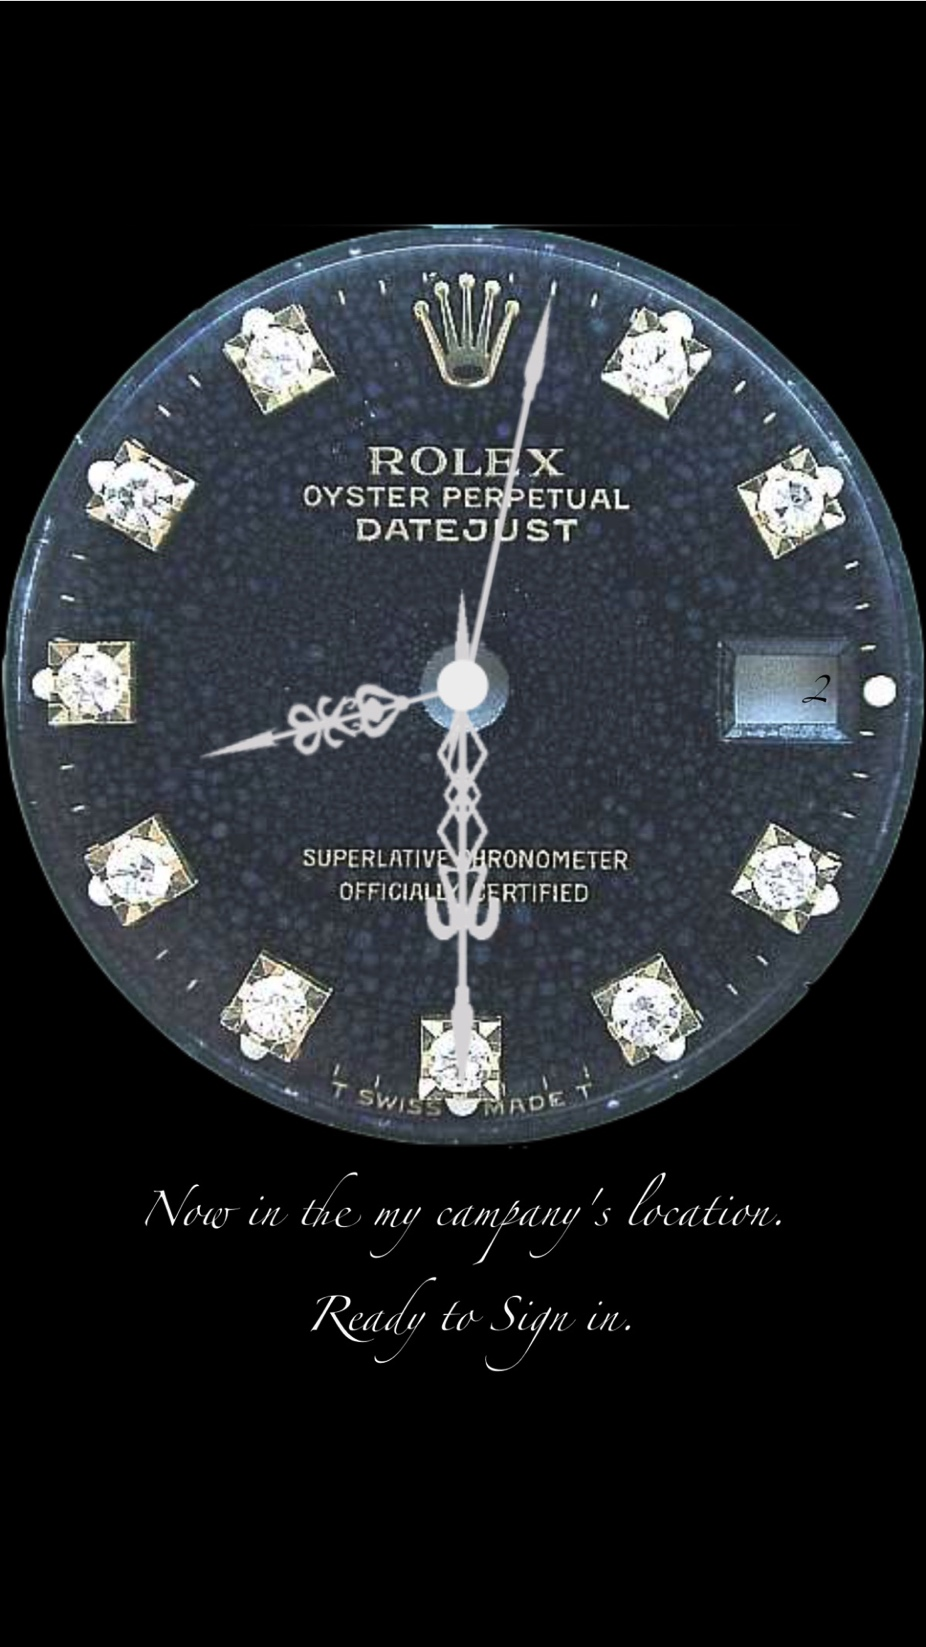 ROLEX
OYSTER PERPETUAL
DATEJUST
2
SUPERLATIVE CHRONOMETER
OFFICIALLY CERTIFIED
T SWISS MADE T
Now in the my campany's location.
Ready to Sign in.